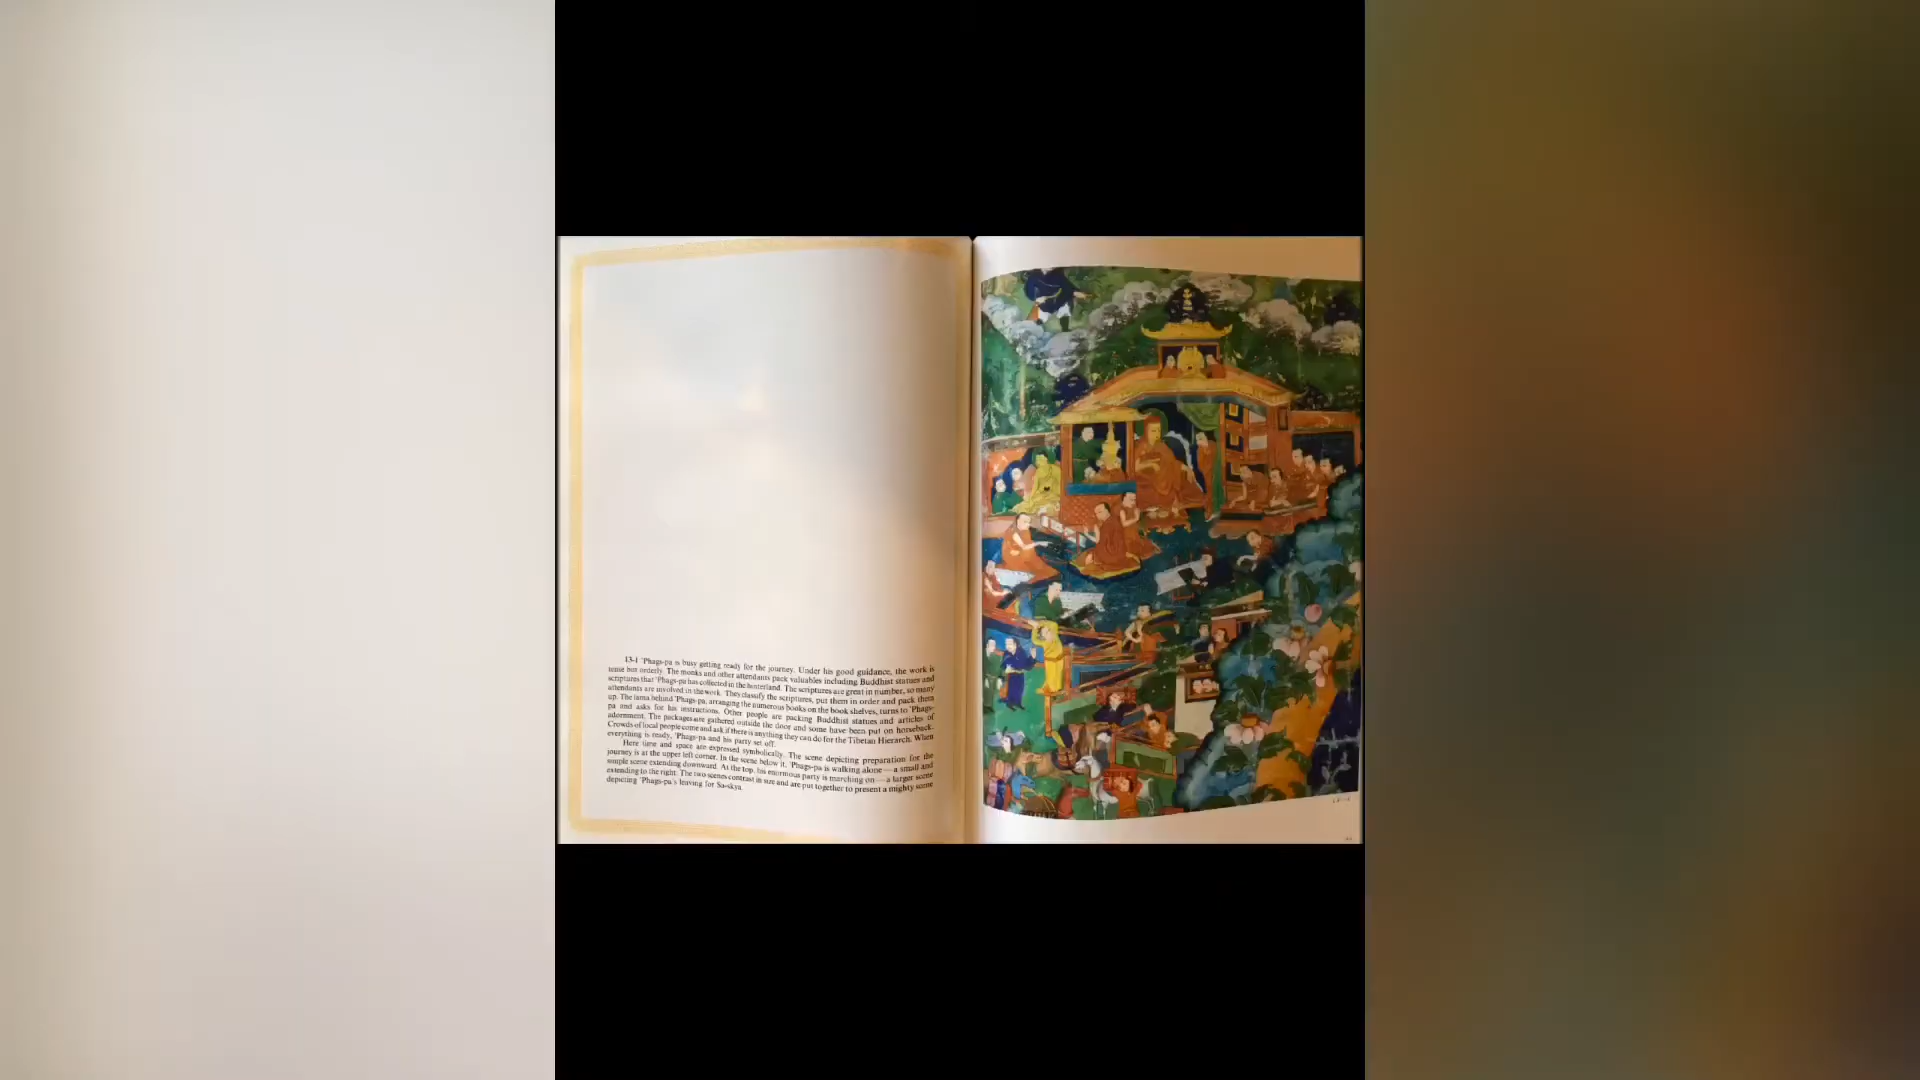 13-1 'Phags-pa is busy getting ready for the journey. Under his good guidance, the work is
tense but orderly. The monks and other attendants pack valuables including Buddhist statues and
scriptures that 'Phags-pa has collected in the hinterland. The scriptures are great in number, so many
attendants are involved in the work. They classify the scriptures, put them in order and pack them
up. The lama behind 'Phags-pa, arranging the numerous books on the book shelves, turns to 'Phags-
pa and asks for his instructions. Other people are packing Buddhist statues and articles of
adornment. The packages are gathered outside the door and some have been put on horseback.
Crowds of local people come and ask if there is anything they can do for the Tibetan Hierarch. When
everything is ready, 'Phags-pa and his party set off.
Here time and space are expressed symbolically. The scene depicting preparation for the
journey is at the upper left corner. In the scene below it, 'Phags-pa is walking alone — a small and
simple scene extending downward. At the top, his enormous party is marching on — a larger scene
extending to the right. The two scenes contrast in size and are put together to present a mighty scene
depicting 'Phags-pa's leaving for Sa-skya.